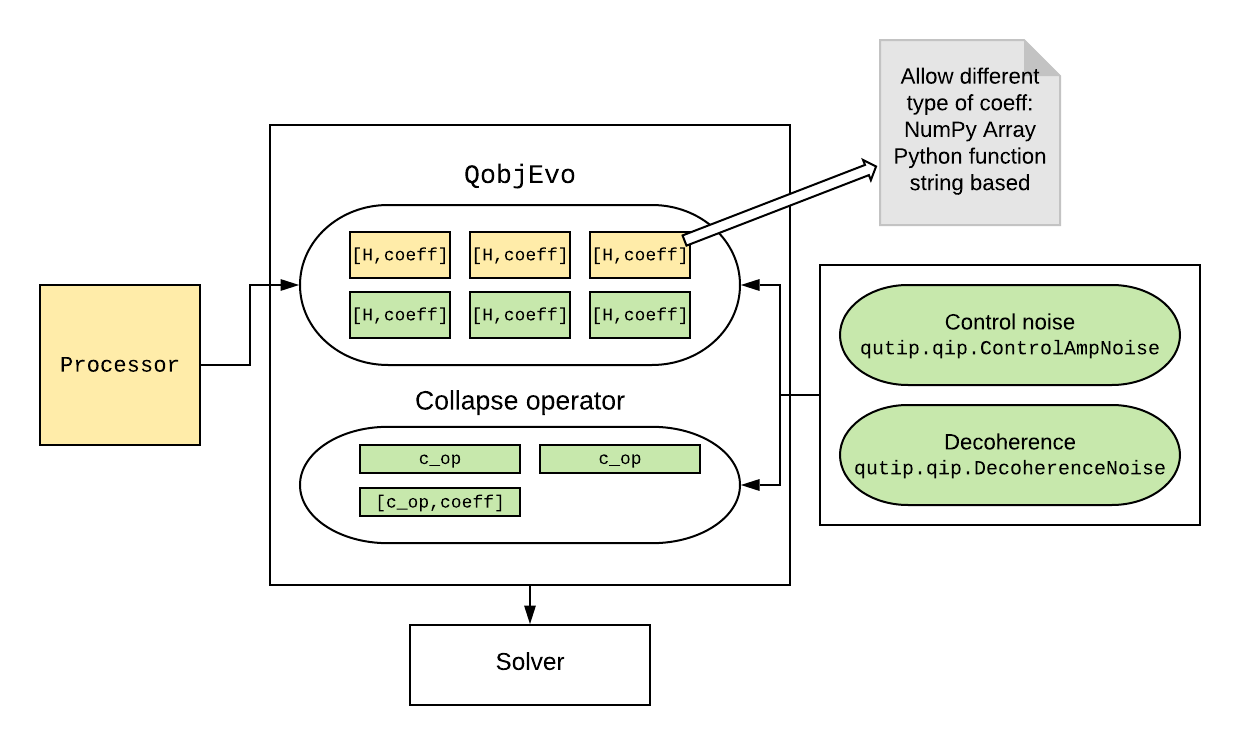 Allow different
type of coeff:
NumPy Array
Python function
string based
QobjEvo
[H,coeff] [H,coeff] [H,coeff]
[H,coeff] [H,coeff] [H,coeff]
Processor
Control noise
qutip.qip.ControlAmpNoise
Collapse operator
c_op c_op
[c_op,coeff]
Decoherence
qutip.qip.DecoherenceNoise
Solver